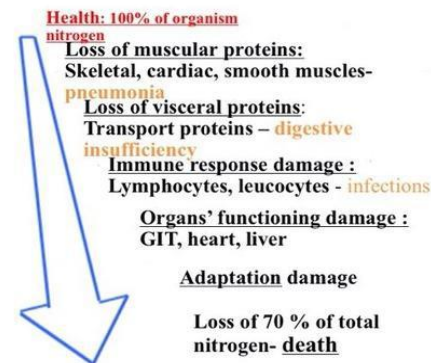 Health: 100% of organism
nitrogen
Loss of muscular proteins:
Skeletal, cardiac, smooth muscles-
pneumonia
Loss of visceral proteins:
Transport proteins – digestive
insufficiency
Immune response damage :
Lymphocytes, leucocytes - infections
Organs’ functioning damage :
GIT, heart, liver
Adaptation damage
Loss of 70 % of total
nitrogen- death